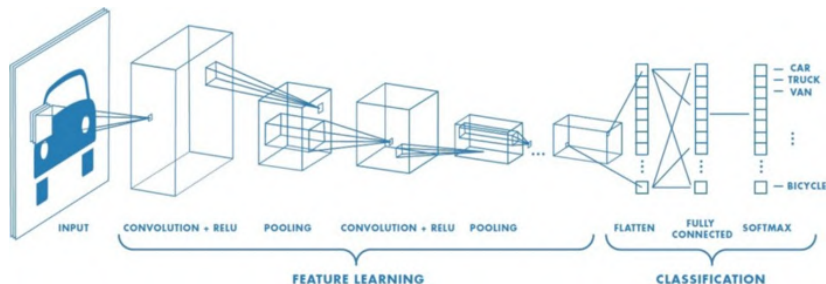 CAR
TRUCK
VAN
BICYCLE
INPUT
CONVOLUTION + RELU
POOLING
CONVOLUTION + RELU
POOLING
FLATTEN
FULLY
CONNECTED
SOFTMAX
FEATURE LEARNING
CLASSIFICATION